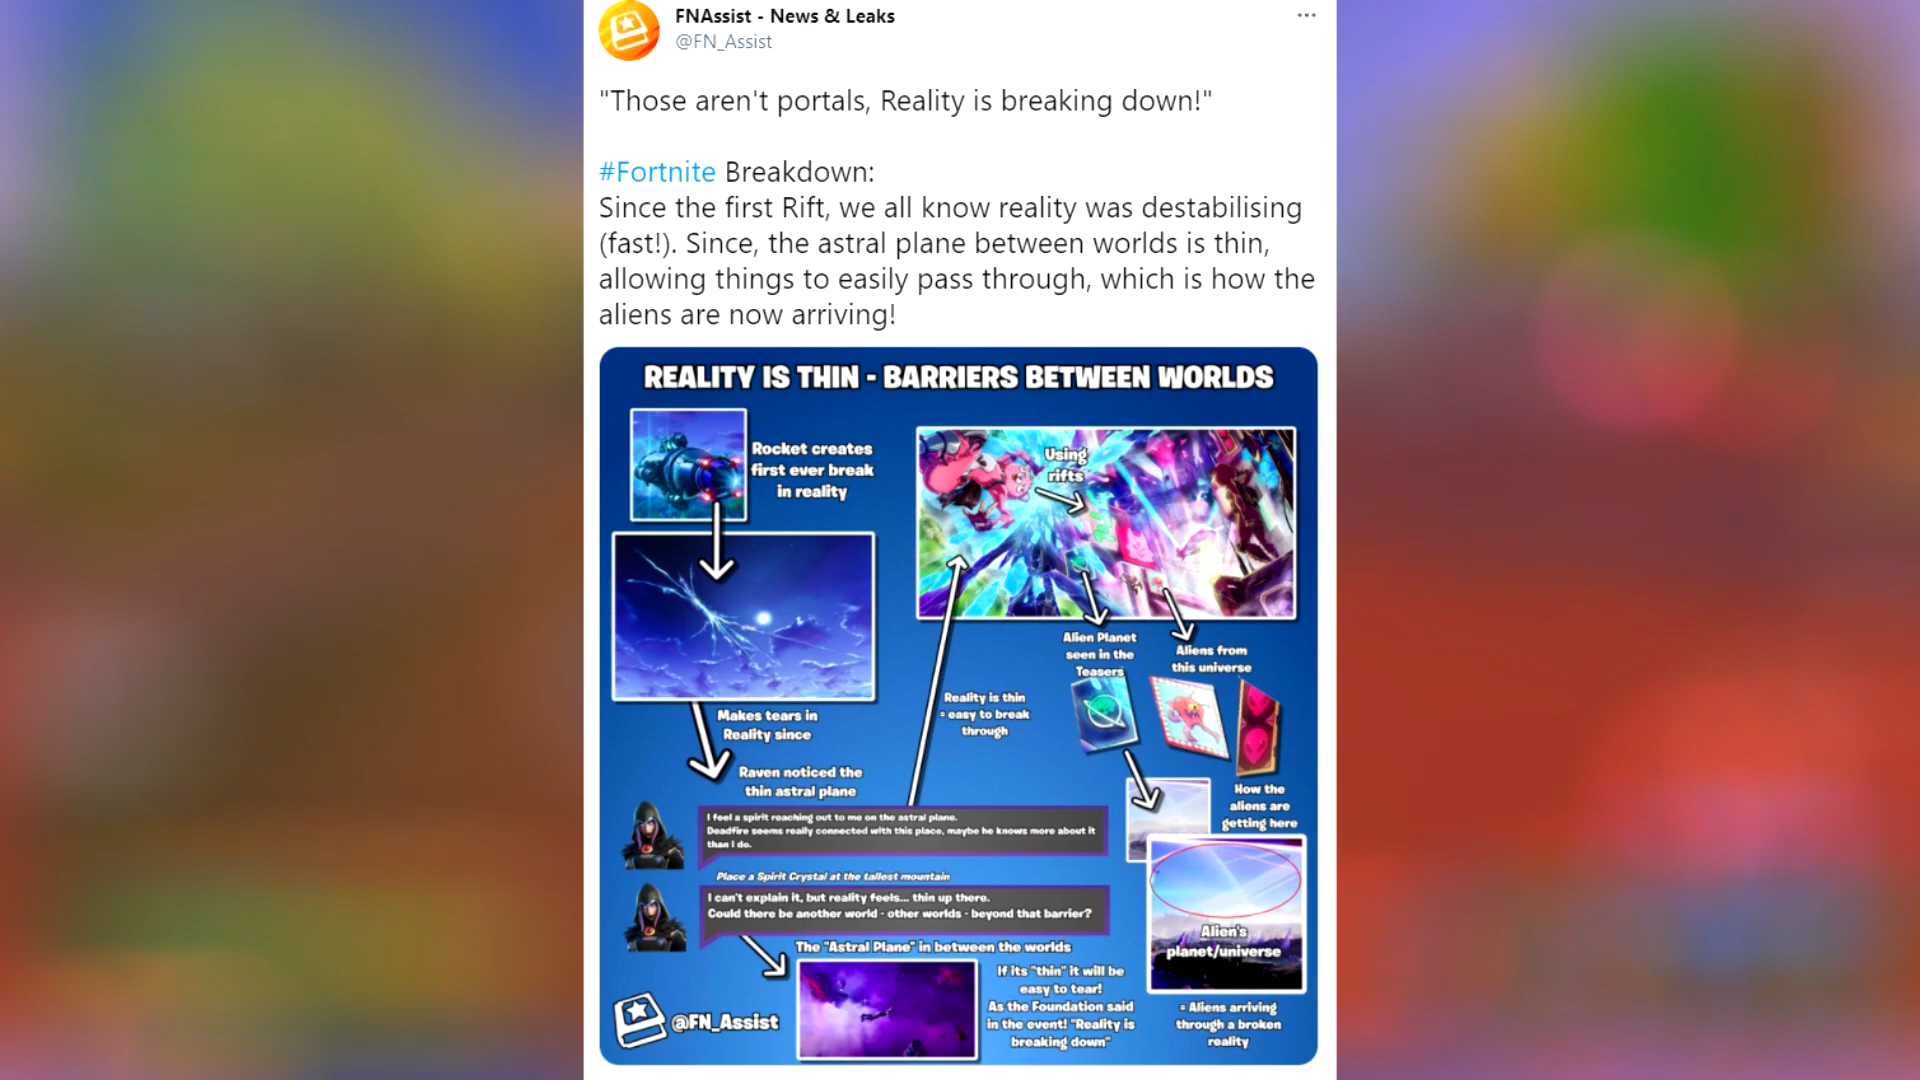 FNAssist - News & Leaks
@FN_Assist
"Those aren't portals, Reality is breaking down!"
#Fortnite Breakdown:
Since the first Rift, we all know reality was destabilising
(fast!). Since, the astral plane between worlds is thin,
allowing things to easily pass through, which is how the
aliens are now arriving!
REALITY IS THIN - BARRIERS BETWEEN WORLDS
Rocket creates
first ever break
in reality
Using
rifts
Alien Planet
seen in the
Teasers
Aliens from
this universe
Reality is thin
= easy to break
through
Makes tears in
Reality since
Raven noticed the
thin astral plane
How the
aliens are
getting here
I feel a spirit reaching out to me on the astral plane.
Deadfire seems really connected with this place, maybe he knows more about it
than I do.
Place a Spirit Crystal at the tallest mountain
I can't explain it, but reality feels... thin up there.
Could there be another world - other worlds - beyond that barrier?
Alien's
planet/universe
The "Astral Plane" in between the worlds
If its "thin" it will be
easy to tear!
As the Foundation said
in the event! "Reality is
breaking down"
= Aliens arriving
through a broken
reality
@FN_Assist